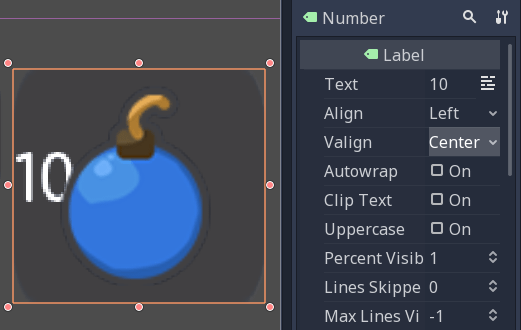 10
Number
Label
Text 10
Align Left
Valign Center
Autowrap On
Clip Text On
Uppercase On
Percent Visib 1
Lines Skippe 0
Max Lines Vi -1